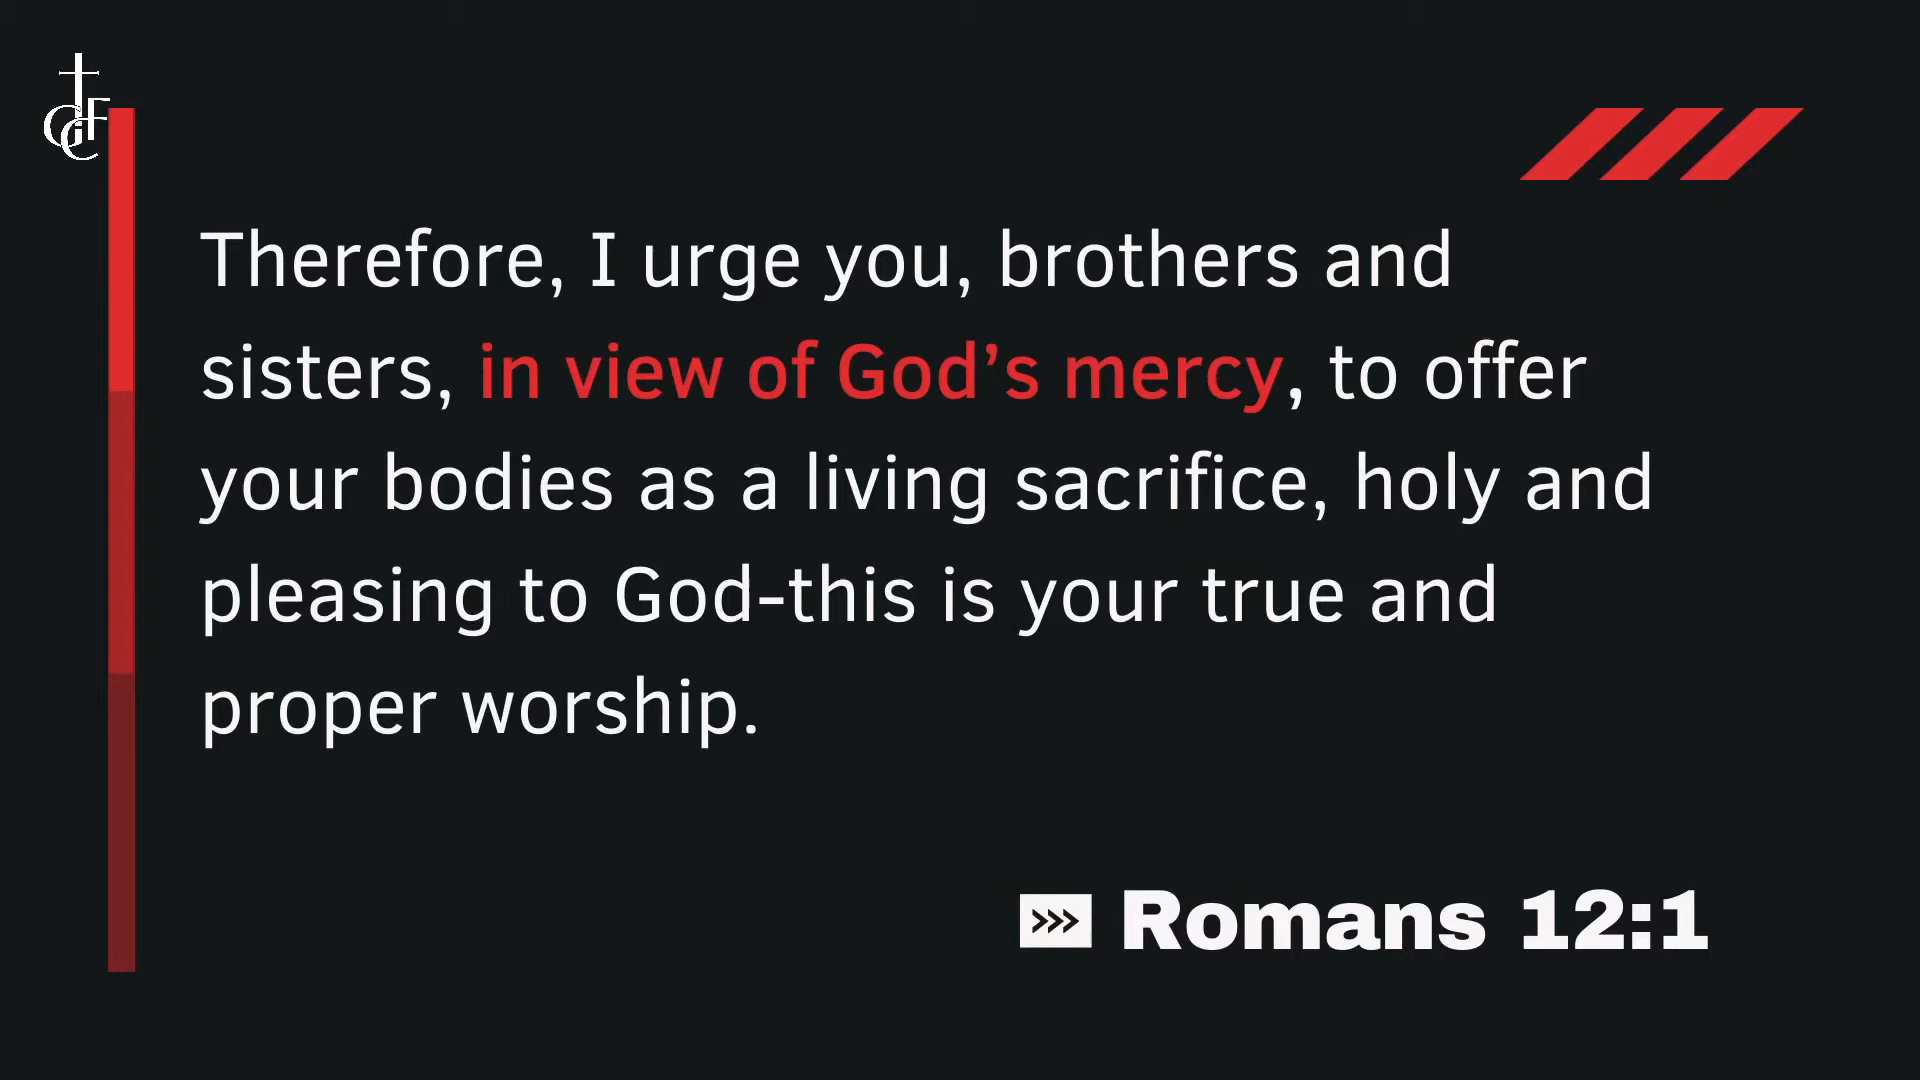 Therefore, I urge you, brothers and
sisters, in view of God’s mercy, to offer
your bodies as a living sacrifice, holy and
pleasing to God-this is your true and
proper worship.
>>> Romans 12:1